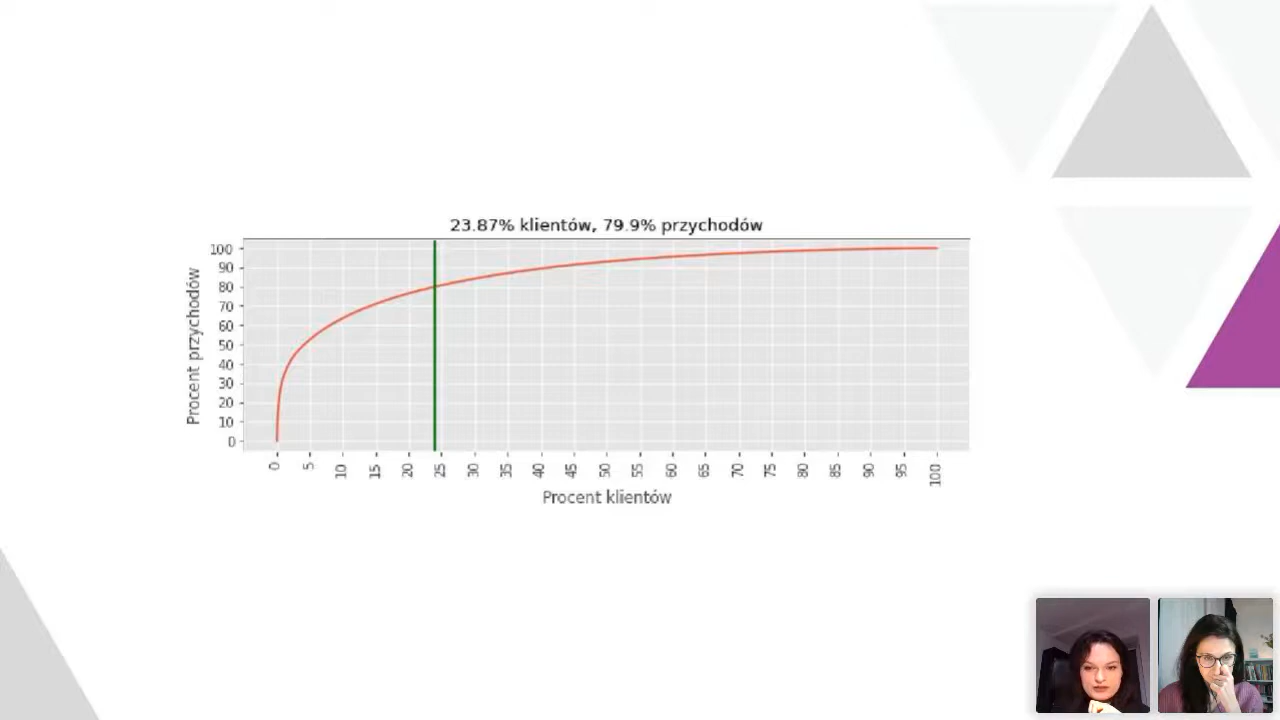 23.87% klientów, 79.9% przychodów
Procent przychodów
100
90
80
70
60
50
40
30
20
10
0
0 5 10 15 20 25 30 35 40 45 50 55 60 65 70 75 80 85 90 95 100
Procent klientów